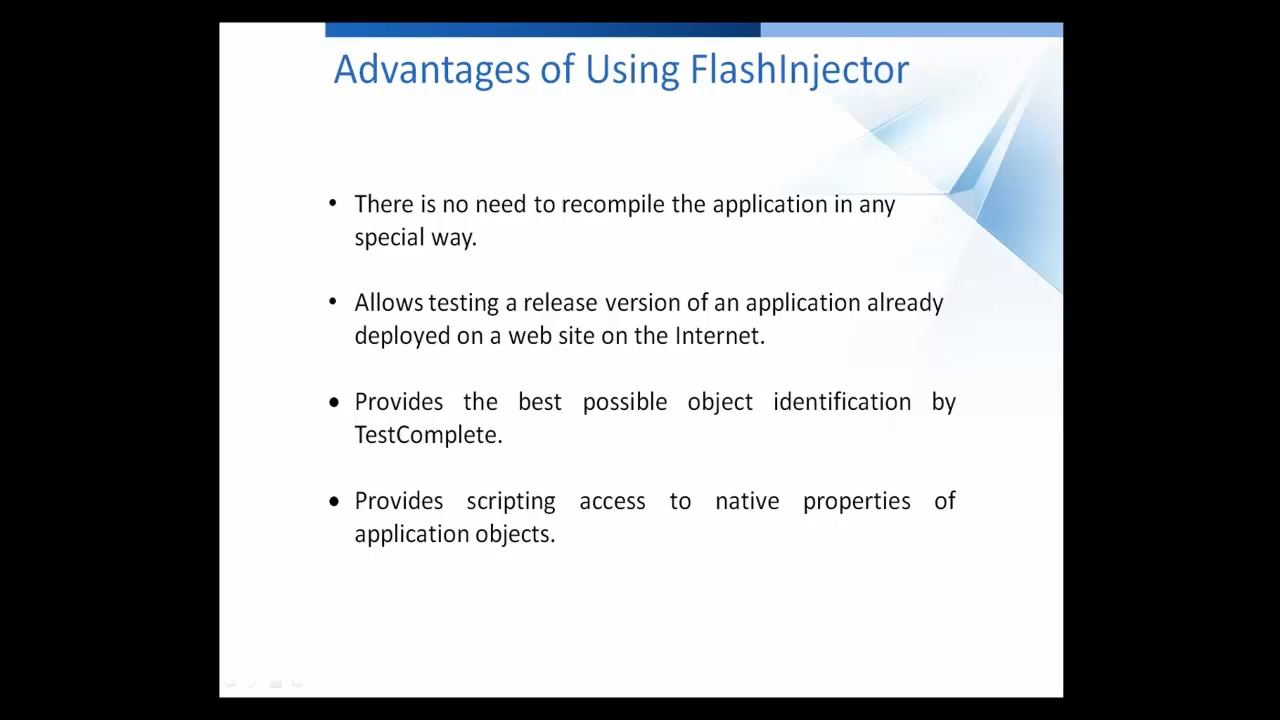 Advantages of Using FlashInjector
• There is no need to recompile the application in any
special way.
• Allows testing a release version of an application already
deployed on a web site on the Internet.
• Provides the best possible object identification by
TestComplete.
• Provides scripting access to native properties of
application objects.